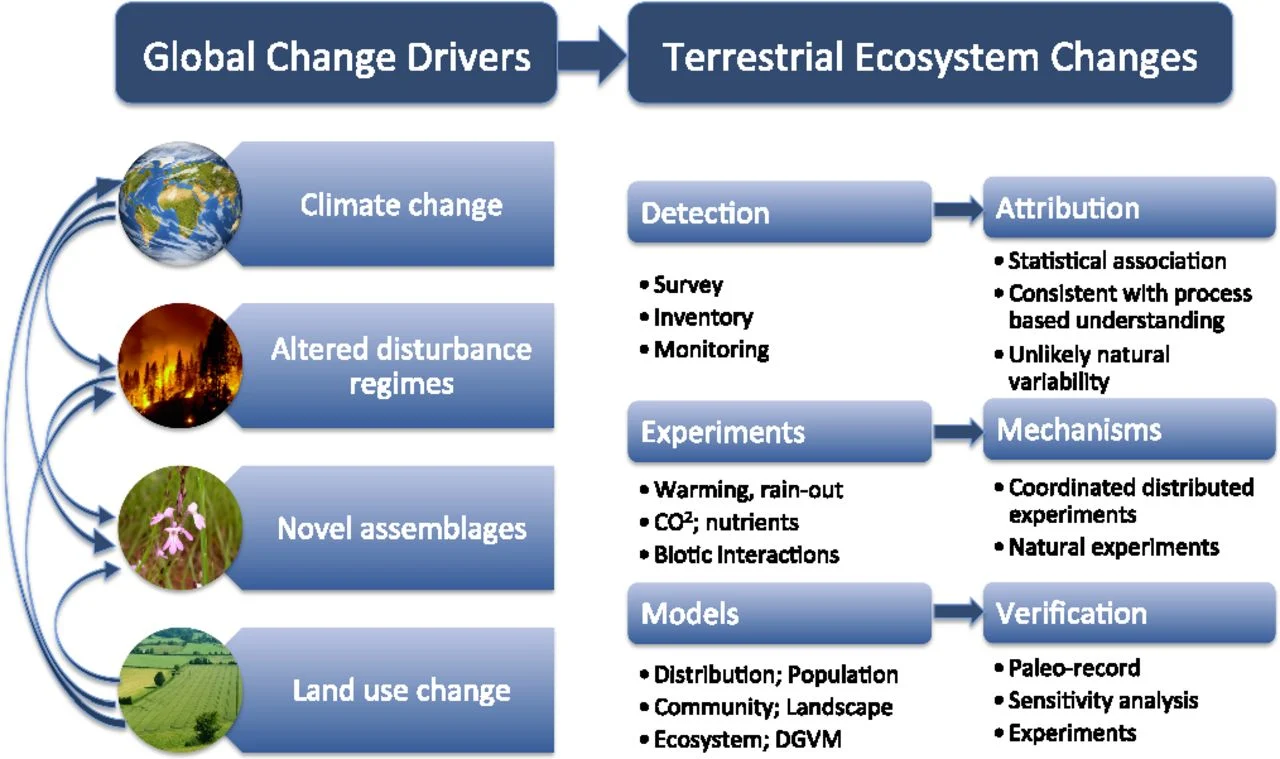 Global Change Drivers
Terrestrial Ecosystem Changes
Climate change
Altered disturbance
regimes
Novel assemblages
Land use change
Detection
• Survey
• Inventory
• Monitoring
Attribution
• Statistical association
• Consistent with process
based understanding
• Unlikely natural
variability
Experiments
• Warming, rain-out
• CO²; nutrients
• Biotic interactions
Mechanisms
• Coordinated distributed
experiments
• Natural experiments
Models
• Distribution; Population
• Community; Landscape
• Ecosystem; DGVM
Verification
• Paleo-record
• Sensitivity analysis
• Experiments